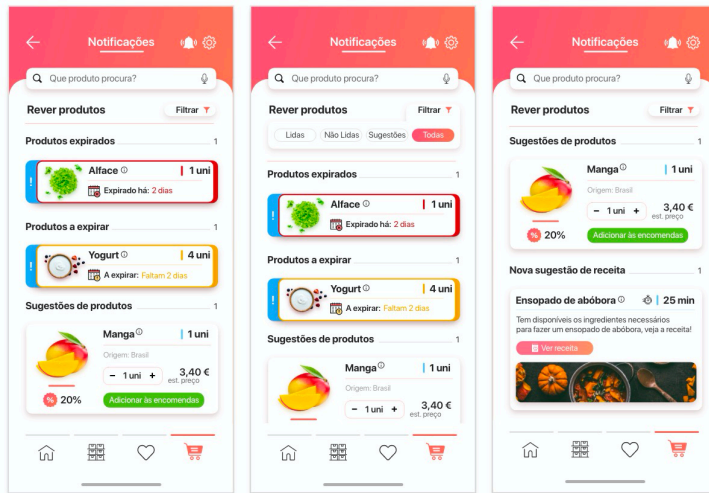 Notificações
Que produto procura?
Rever produtos
Filtrar
Produtos expirados
1
Alface
1 uni
!
Expirado há: 2 dias
Produtos a expirar
1
Yogurt
4 uni
!
A expirar: Faltam 2 dias
Sugestões de produtos
1
Manga
1 uni
Origem: Brasil
− 1 uni +
3,40 €
est. preço
% 20%
Adicionar às encomendas
Notificações
Que produto procura?
Rever produtos
Filtrar
Lidas
Não Lidas
Sugestões
Todas
Produtos expirados
1
Alface
1 uni
!
Expirado há: 2 dias
Produtos a expirar
1
Yogurt
4 uni
!
A expirar: Faltam 2 dias
Sugestões de produtos
1
Manga
1 uni
Origem: Brasil
− 1 uni +
3,40 €
est. preço
Notificações
Que produto procura?
Rever produtos
Filtrar
Sugestões de produtos
1
Manga
1 uni
Origem: Brasil
− 1 uni +
3,40 €
est. preço
% 20%
Adicionar às encomendas
Nova sugestão de receita
1
Ensopado de abóbora
25 min
Tem disponíveis os ingredientes necessários
para fazer um ensopado de abóbora, veja a receita!
Ver receita